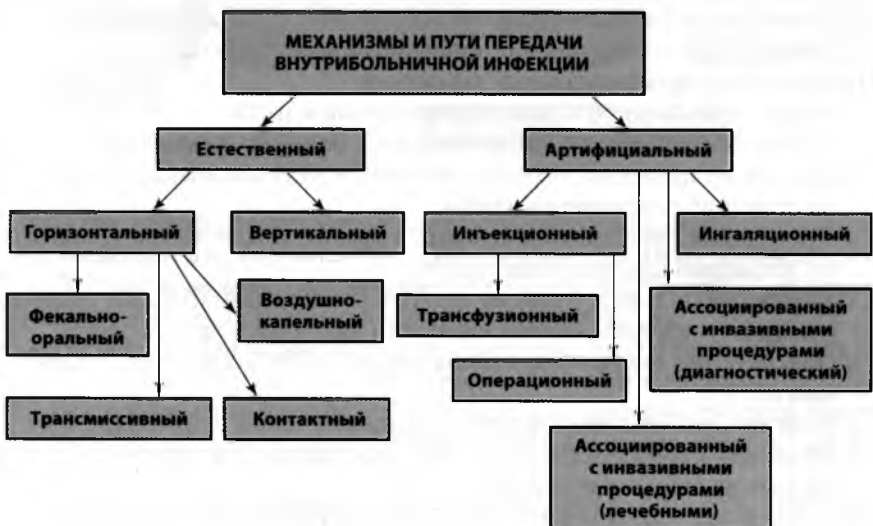 МЕХАНИЗМЫ И ПУТИ ПЕРЕДАЧИ
ВНУТРИБОЛЬНИЧНОЙ ИНФЕКЦИИ
Естественный
Артифициальный
Горизонтальный
Вертикальный
Инъекционный
Ингаляционный
Фекально-
оральный
Воздушно-
капельный
Трансфузионный
Ассоциированный
с инвазивными
процедурами
(диагностический)
Операционный
Трансмиссивный
Контактный
Ассоциированный
с инвазивными
процедурами
(лечебными)